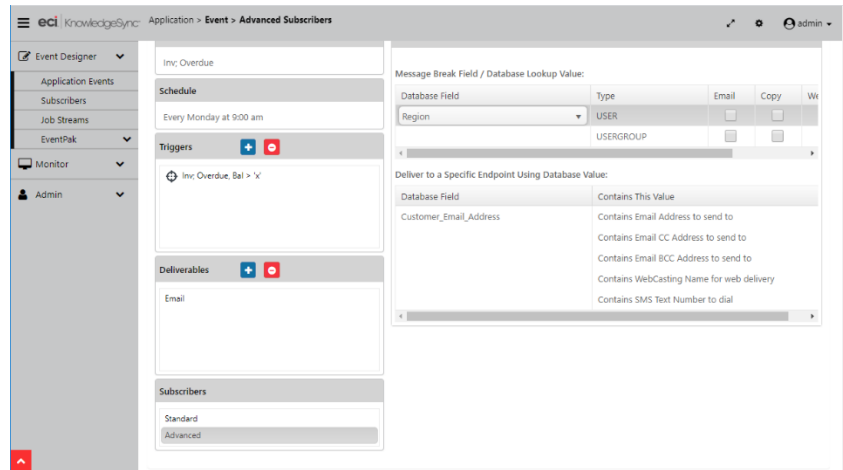 eci KnowledgeSync
Application > Event > Advanced Subscribers
admin
Event Designer
Application Events
Subscribers
Job Streams
EventPak
Monitor
Admin
Inv; Overdue
Schedule
Every Monday at 9:00 am
Triggers
Inv; Overdue, Bal > 'x'
Deliverables
Email
Subscribers
Standard
Advanced
Message Break Field / Database Lookup Value:
Database Field Type Email Copy We
Region USER
USERGROUP
Deliver to a Specific Endpoint Using Database Value:
Database Field Contains This Value
Customer_Email_Address Contains Email Address to send to
Contains Email CC Address to send to
Contains Email BCC Address to send to
Contains WebCasting Name for web delivery
Contains SMS Text Number to dial